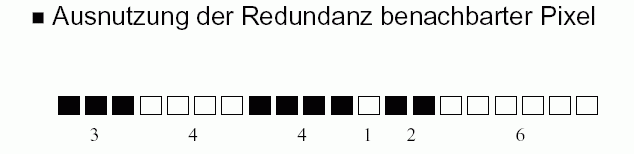 Ausnutzung der Redundanz benachbarter Pixel
3 4 4 1 2 6